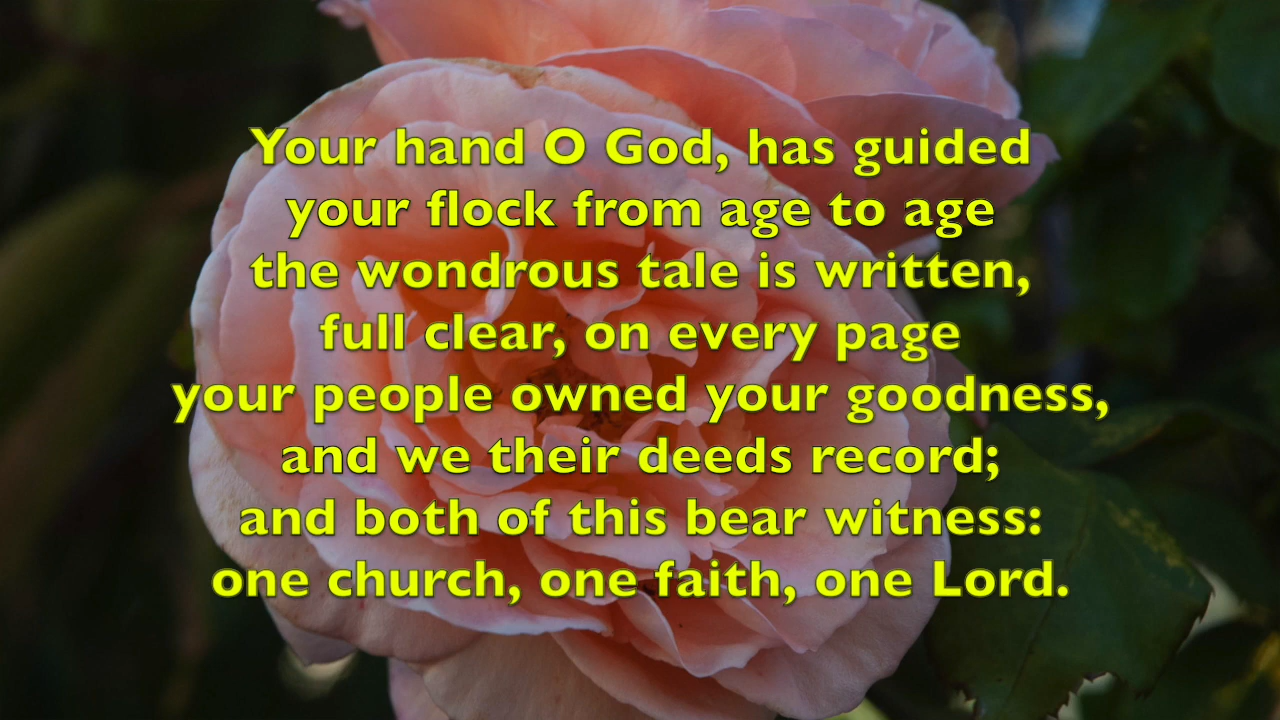 Your hand O God, has guided
your flock from age to age
the wondrous tale is written,
full clear, on every page
your people owned your goodness,
and we their deeds record;
and both of this bear witness:
one church, one faith, one Lord.